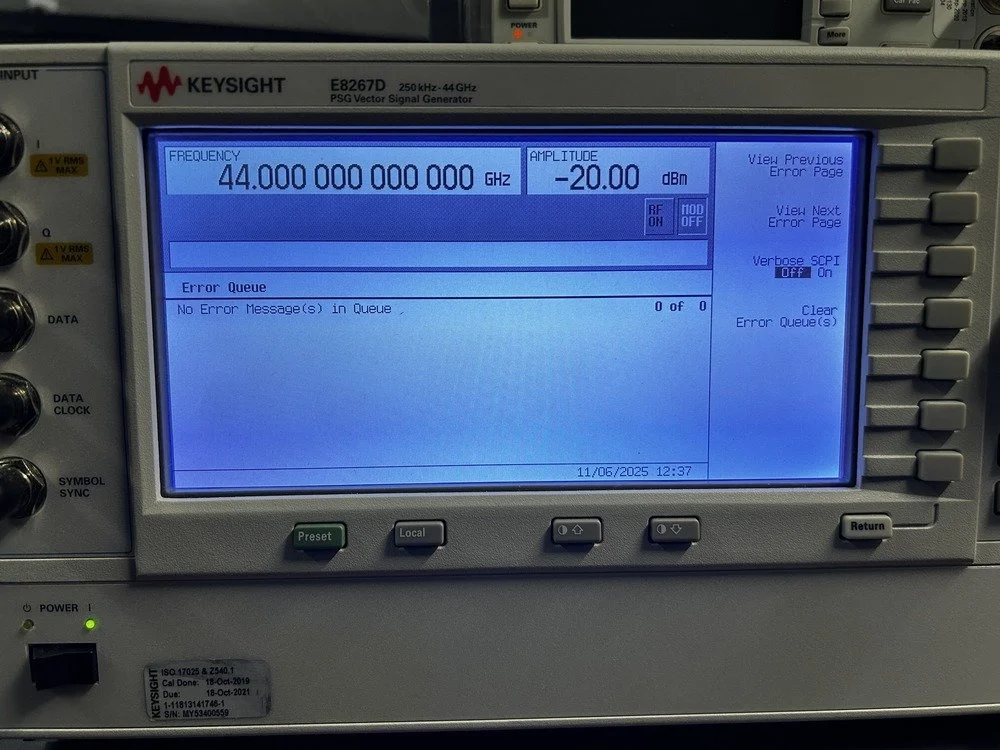 POWER
More
INPUT
KEYSIGHT
E8267D 250 kHz - 44 GHz
PSG Vector Signal Generator
I
1V RMS
MAX
Q
1V RMS
MAX
DATA
DATA
CLOCK
SYMBOL
SYNC
FREQUENCY
44.000 000 000 000 GHz
AMPLITUDE
-20.00 dBm
RF
ON
MOD
OFF
Error Queue
No Error Message(s) in Queue
0 of 0
11/06/2025 12:37
View Previous
Error Page
View Next
Error Page
Verbose SCPI
Off On
Clear
Error Queue(s)
Preset
Local
Return
POWER I
KEYSIGHT
ISO 17025 & Z540.1
Cal Done: 18-Oct-2019
Due: 18-Oct-2021
1-11813141746-1
S/N: MY53400559